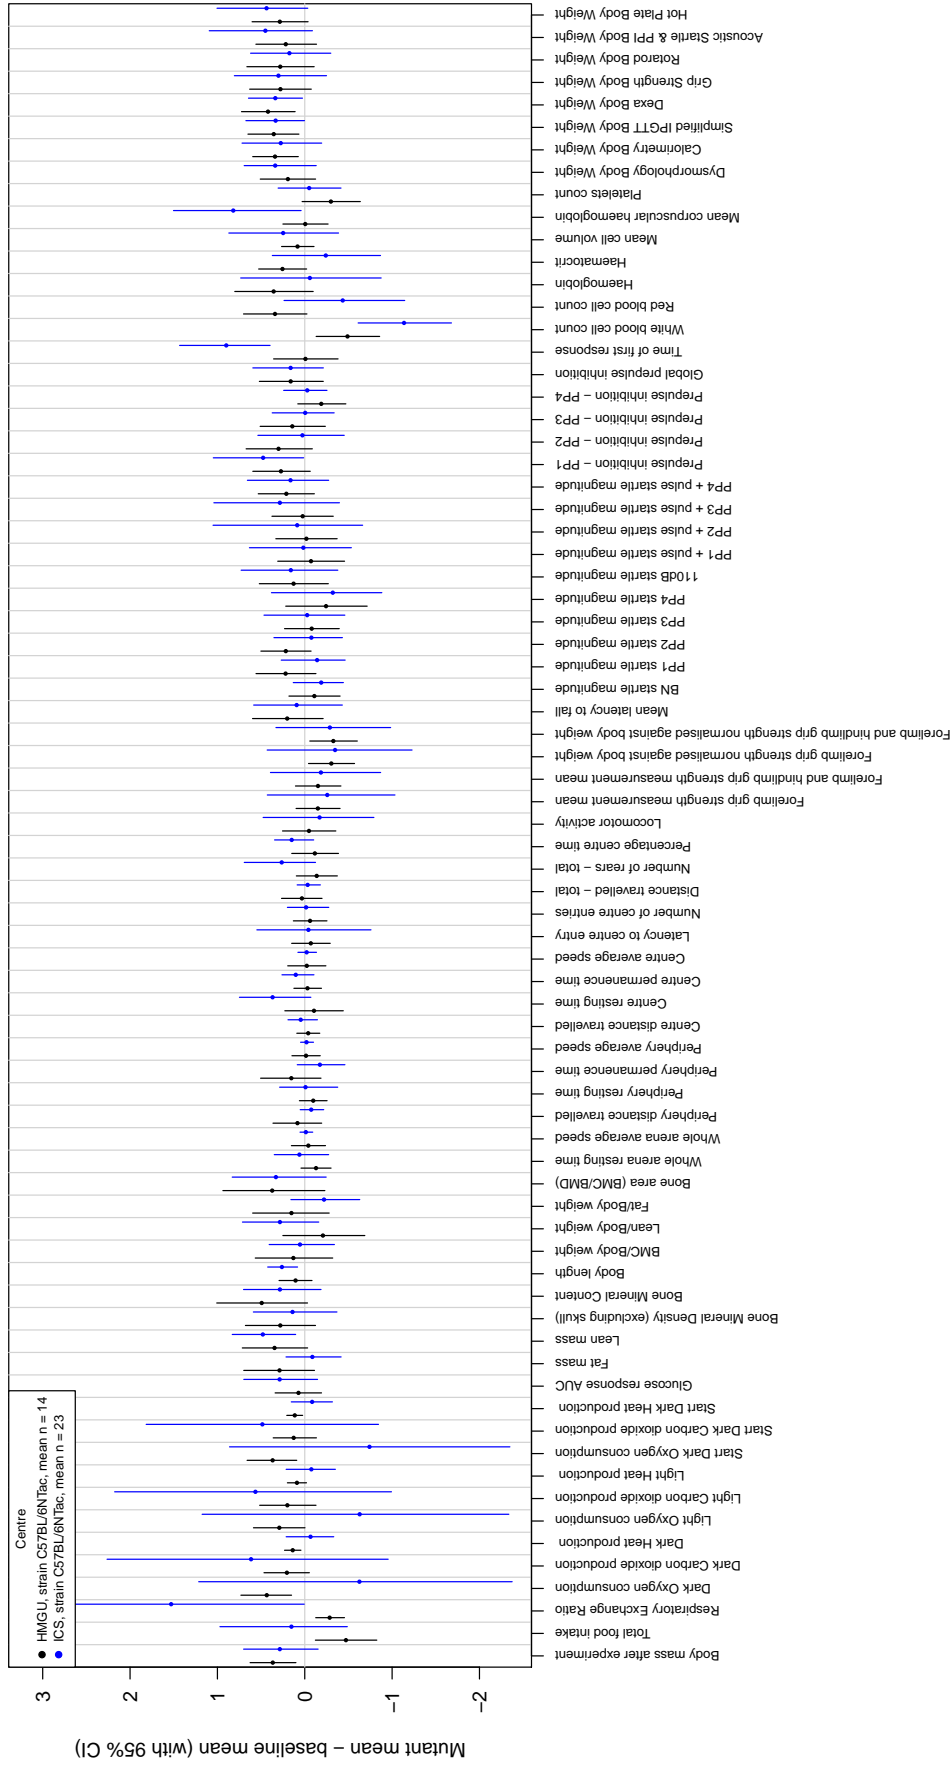 Centre
HMGU, strain C57BL/6NTac, mean n = 14
ICS, strain C57BL/6NTac, mean n = 23
Mutant mean – baseline mean (with 95% CI)
3
2
1
0
−1
−2
Hot Plate Body Weight
Acoustic Startle & PPI Body Weight
Rotarod Body Weight
Grip Strength Body Weight
Dexa Body Weight
Simplified IPGTT Body Weight
Calorimetry Body Weight
Dysmorphology Body Weight
Platelets count
Mean corpuscular haemoglobin
Mean cell volume
Haematocrit
Haemoglobin
Red blood cell count
White blood cell count
Time of first response
Global prepulse inhibition
Prepulse inhibition – PP4
Prepulse inhibition – PP3
Prepulse inhibition – PP2
Prepulse inhibition – PP1
PP4 + pulse startle magnitude
PP3 + pulse startle magnitude
PP2 + pulse startle magnitude
PP1 + pulse startle magnitude
110dB startle magnitude
PP4 startle magnitude
PP3 startle magnitude
PP2 startle magnitude
PP1 startle magnitude
BN startle magnitude
Mean latency to fall
Forelimb and hindlimb grip strength normalised against body weight
Forelimb grip strength normalised against body weight
Forelimb and hindlimb grip strength measurement mean
Forelimb grip strength measurement mean
Locomotor activity
Percentage centre time
Number of rears – total
Distance travelled – total
Number of centre entries
Latency to centre entry
Centre average speed
Centre permanence time
Centre resting time
Centre distance travelled
Periphery average speed
Periphery permanence time
Periphery resting time
Periphery distance travelled
Whole arena average speed
Whole arena resting time
Bone area (BMC/BMD)
Fat/Body weight
Lean/Body weight
BMC/Body weight
Body length
Bone Mineral Content
Bone Mineral Density (excluding skull)
Lean mass
Fat mass
Glucose response AUC
Start Dark Heat production
Start Dark Carbon dioxide production
Start Dark Oxygen consumption
Light Heat production
Light Carbon dioxide production
Light Oxygen consumption
Dark Heat production
Dark Carbon dioxide production
Dark Oxygen consumption
Respiratory Exchange Ratio
Total food intake
Body mass after experiment